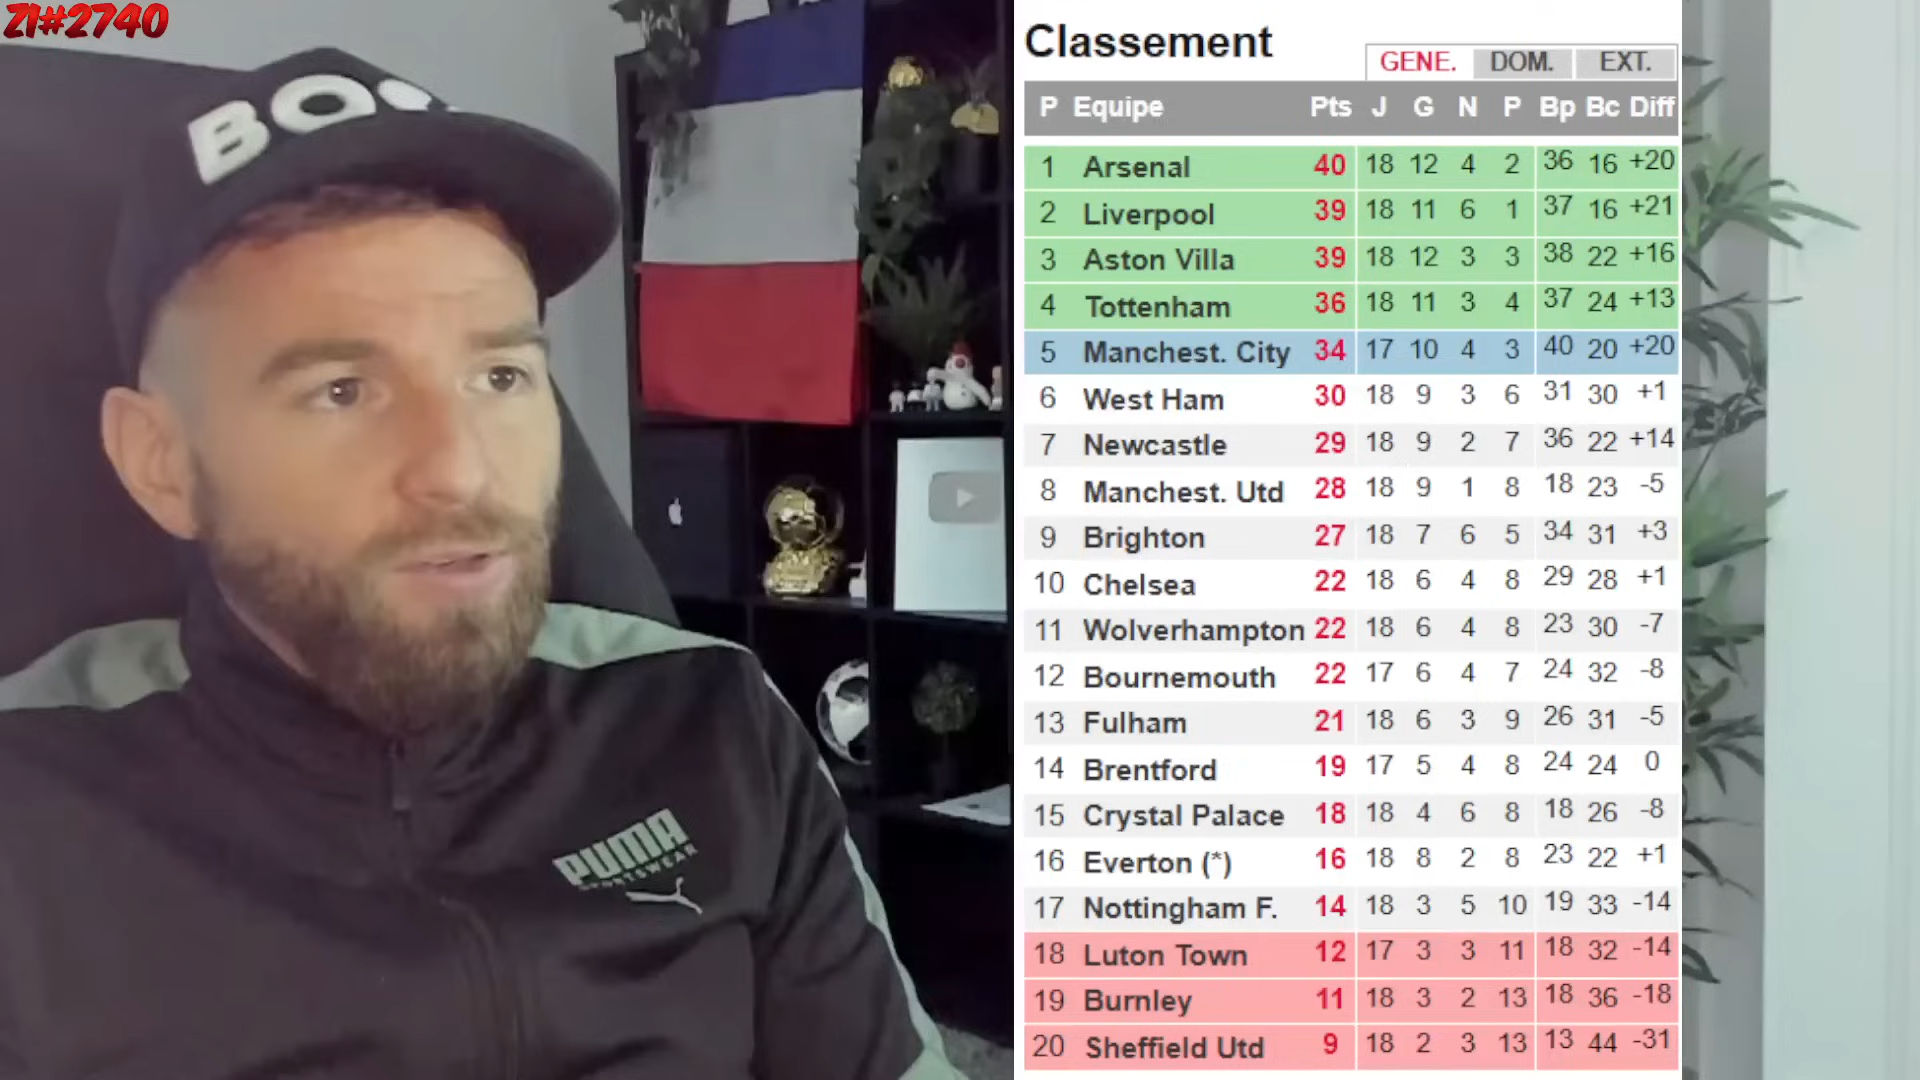 Z1#2740
BO
PUMA
SPORTSWEAR
Classement
GENE. DOM. EXT.
P Equipe Pts J G N P Bp Bc Diff
1 Arsenal 40 18 12 4 2 36 16 +20
2 Liverpool 39 18 11 6 1 37 16 +21
3 Aston Villa 39 18 12 3 3 38 22 +16
4 Tottenham 36 18 11 3 4 37 24 +13
5 Manchest. City 34 17 10 4 3 40 20 +20
6 West Ham 30 18 9 3 6 31 30 +1
7 Newcastle 29 18 9 2 7 36 22 +14
8 Manchest. Utd 28 18 9 1 8 18 23 -5
9 Brighton 27 18 7 6 5 34 31 +3
10 Chelsea 22 18 6 4 8 29 28 +1
11 Wolverhampton 22 18 6 4 8 23 30 -7
12 Bournemouth 22 17 6 4 7 24 32 -8
13 Fulham 21 18 6 3 9 26 31 -5
14 Brentford 19 17 5 4 8 24 24 0
15 Crystal Palace 18 18 4 6 8 18 26 -8
16 Everton (*) 16 18 8 2 8 23 22 +1
17 Nottingham F. 14 18 3 5 10 19 33 -14
18 Luton Town 12 17 3 3 11 18 32 -14
19 Burnley 11 18 3 2 13 18 36 -18
20 Sheffield Utd 9 18 2 3 13 13 44 -31